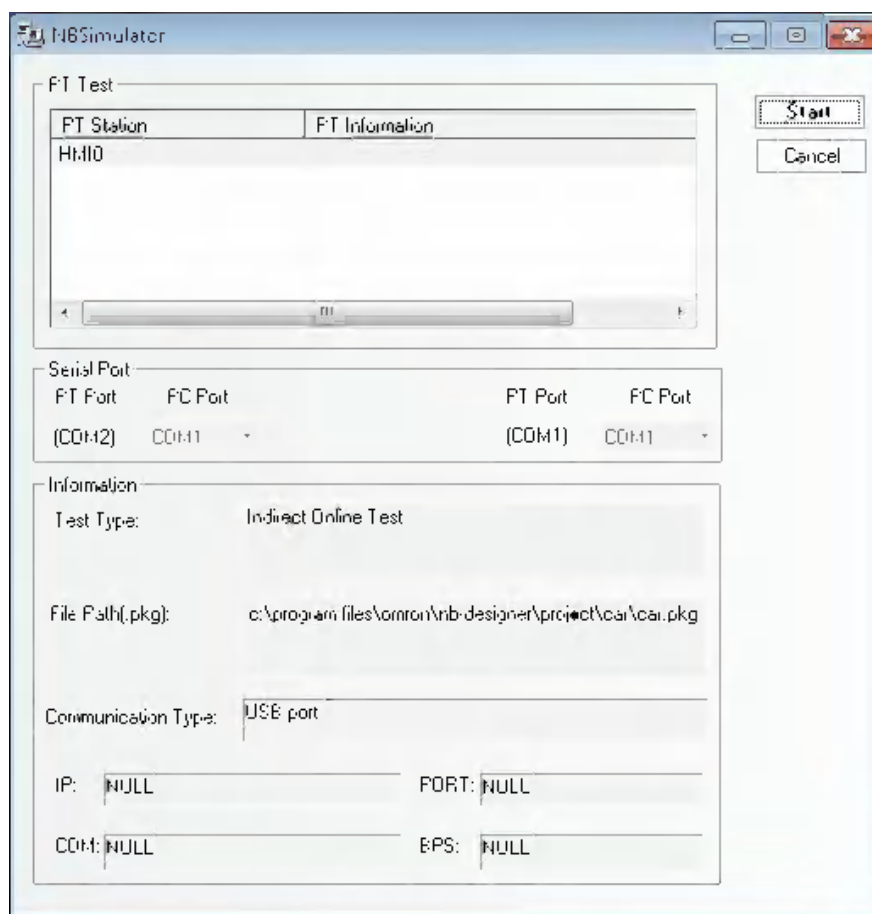 NBSimulator
PT Test
PT Station PT Information
HMI0
Start
Cancel
Serial Port
PT Port PC Port PT Port PC Port
(COM2) COM1 (COM1) COM1
Information
Test Type: Indirect Online Test
File Path(.pkg): c:\program files\omron\nb-designer\project\car\car.pkg
Communication Type: USB port
IP: NULL PORT: NULL
COM: NULL BPS: NULL